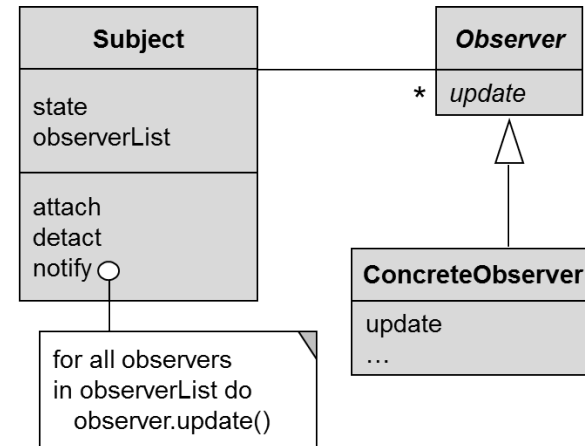 Subject
state
observerList
attach
detact
notify
for all observers
in observerList do
observer.update()
Observer
*
update
ConcreteObserver
update
…